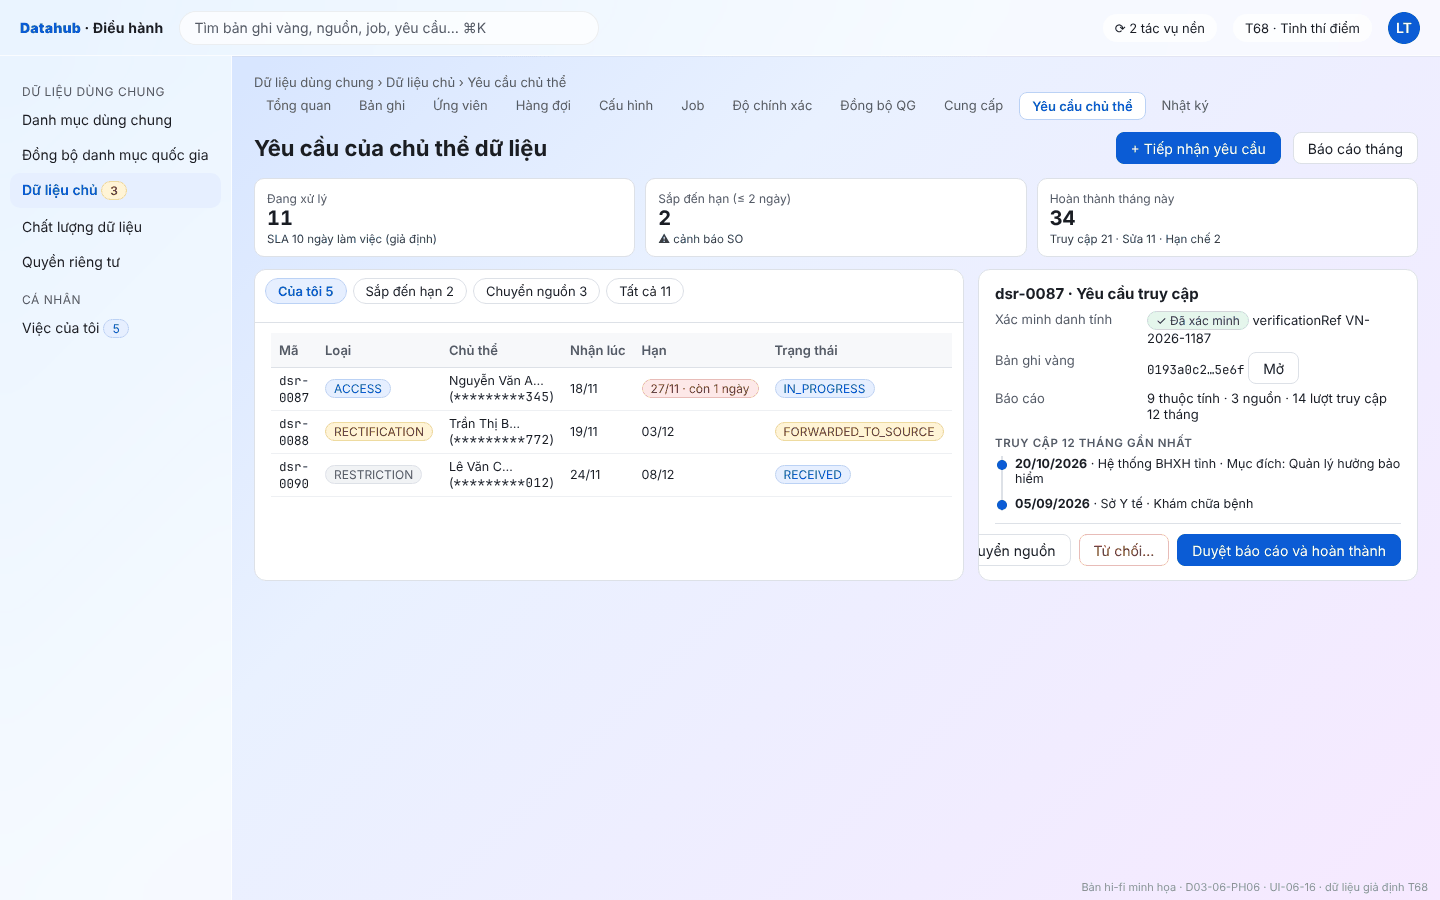 Datahub · Điều hành
Tìm bản ghi vàng, nguồn, job, yêu cầu... ⌘K
⟳ 2 tác vụ nền
T68 · Tỉnh thí điểm
LT
DỮ LIỆU DÙNG CHUNG
Danh mục dùng chung
Đồng bộ danh mục quốc gia
Dữ liệu chủ 3
Chất lượng dữ liệu
Quyền riêng tư
CÁ NHÂN
Việc của tôi 5
Dữ liệu dùng chung › Dữ liệu chủ › Yêu cầu chủ thể
Tổng quan Bản ghi Ứng viên Hàng đợi Cấu hình Job Độ chính xác Đồng bộ QG Cung cấp Yêu cầu chủ thể Nhật ký
Yêu cầu của chủ thể dữ liệu
+ Tiếp nhận yêu cầu
Báo cáo tháng
Đang xử lý
11
SLA 10 ngày làm việc (giả định)
Sắp đến hạn (≤ 2 ngày)
2
⚠ cảnh báo SO
Hoàn thành tháng này
34
Truy cập 21 · Sửa 11 · Hạn chế 2
Của tôi 5 Sắp đến hạn 2 Chuyển nguồn 3 Tất cả 11
Mã Loại Chủ thể Nhận lúc Hạn Trạng thái
dsr-0087 ACCESS Nguyễn Văn A... (*********345) 18/11 27/11 · còn 1 ngày IN_PROGRESS
dsr-0088 RECTIFICATION Trần Thị B... (*********772) 19/11 03/12 FORWARDED_TO_SOURCE
dsr-0090 RESTRICTION Lê Văn C... (*********012) 24/11 08/12 RECEIVED
dsr-0087 · Yêu cầu truy cập
Xác minh danh tính ✓ Đã xác minh verificationRef VN-
2026-1187
Bản ghi vàng 0193a0c2…5e6f Mở
Báo cáo 9 thuộc tính · 3 nguồn · 14 lượt truy cập
12 tháng
TRUY CẬP 12 THÁNG GẦN NHẤT
20/10/2026 · Hệ thống BHXH tỉnh · Mục đích: Quản lý hưởng bảo
hiểm
05/09/2026 · Sở Y tế · Khám chữa bệnh
uyển nguồn
Từ chối...
Duyệt báo cáo và hoàn thành
Bản hi-fi minh họa · D03-06-PH06 · UI-06-16 · dữ liệu giả định T68